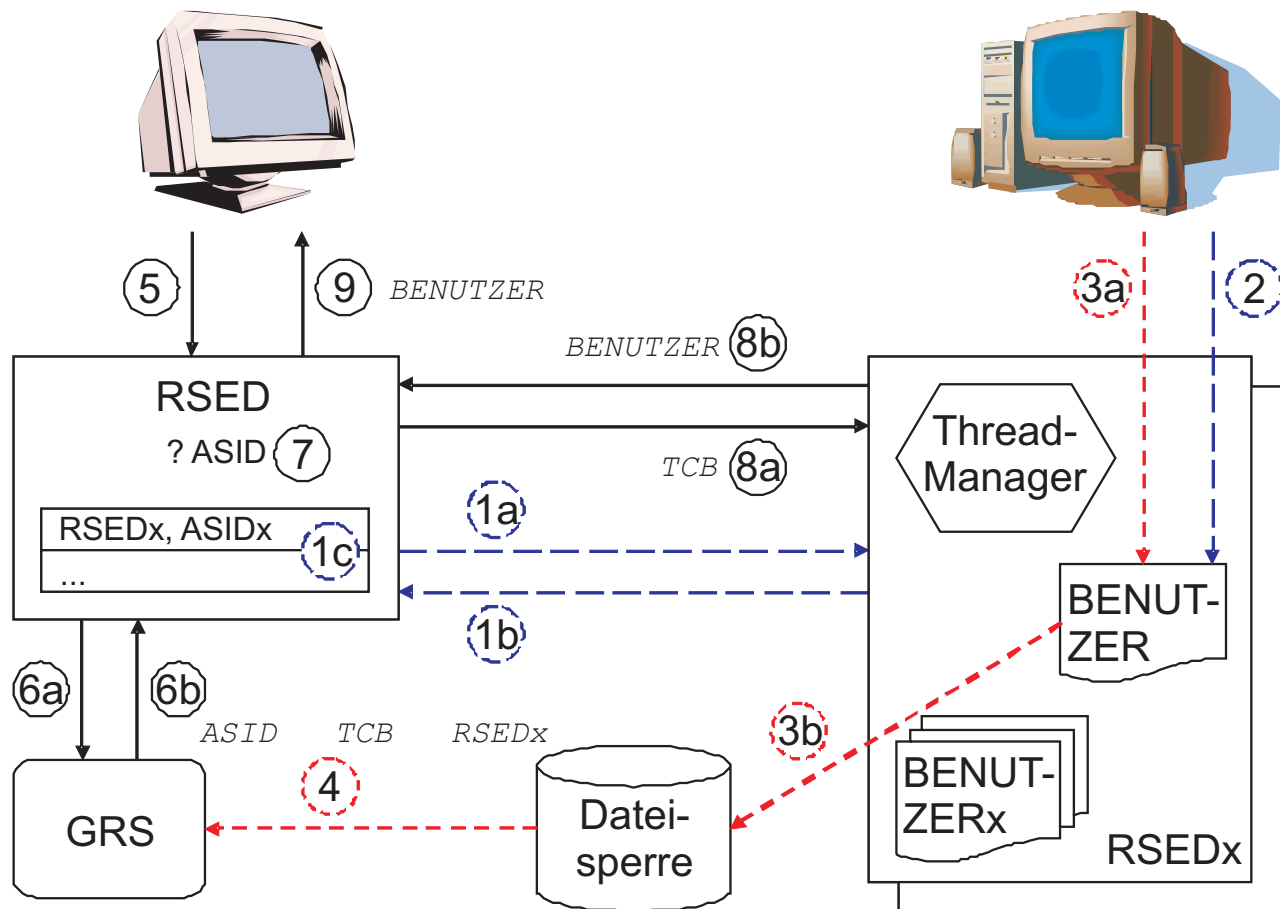 5
9
BENUTZER
3a
2
BENUTZER
8b
RSED
? ASID
7
TCB
8a
Thread-
Manager
RSEDx, ASIDx
1c
...
1a
1b
BENUT-
ZER
6a
6b
ASID TCB RSEDx
4
3b
GRS
Datei-
sperre
BENUT-
ZERx
RSEDx